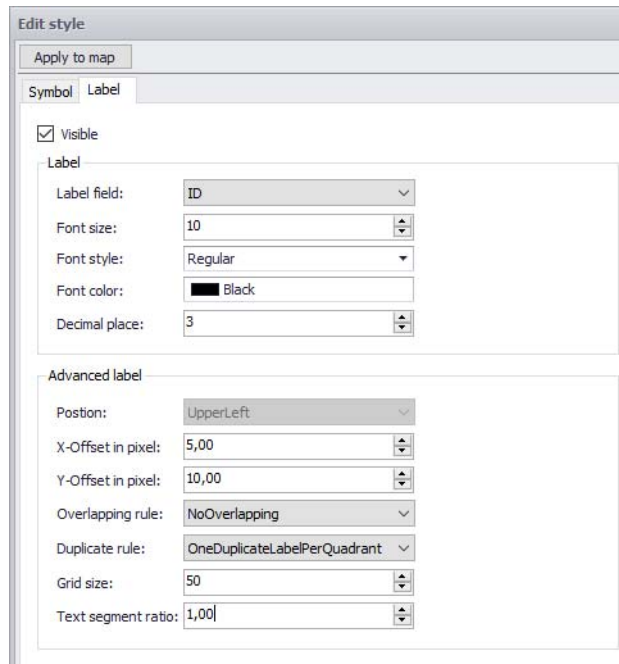 Edit style
Apply to map
Symbol Label
Visible
Label
Label field: ID
Font size: 10
Font style: Regular
Font color: Black
Decimal place: 3
Advanced label
Postion: UpperLeft
X-Offset in pixel: 5,00
Y-Offset in pixel: 10,00
Overlapping rule: NoOverlapping
Duplicate rule: OneDuplicateLabelPerQuadrant
Grid size: 50
Text segment ratio: 1,00